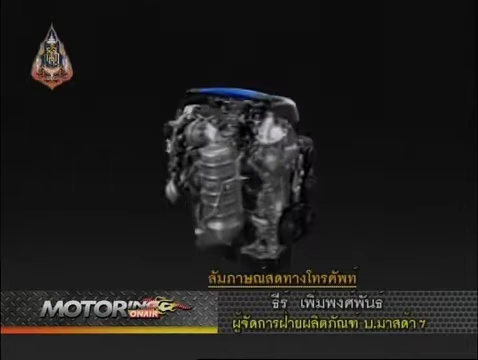 สัมภาษณ์สดทางโทรศัพท์
MOTORING
ONAIR
ธีร์ เพิ่มพงศ์พันธ์
ผู้จัดการฝ่ายผลิตภัณฑ์ บ.มาสด้าฯ